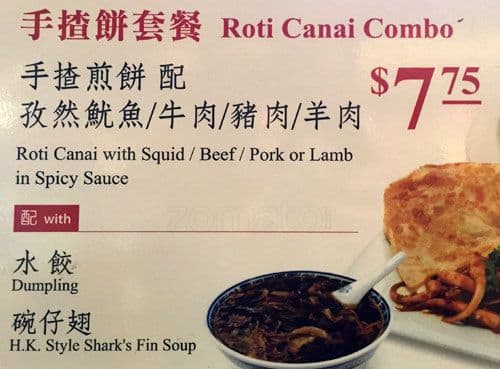 手揸餅套餐 Roti Canai Combo
手揸煎餅 配
$7.75
孜然魷魚/牛肉/豬肉/羊肉
Roti Canai with Squid / Beef / Pork or Lamb
in Spicy Sauce
配 with
zomato
水餃
Dumpling
碗仔翅
H.K. Style Shark's Fin Soup